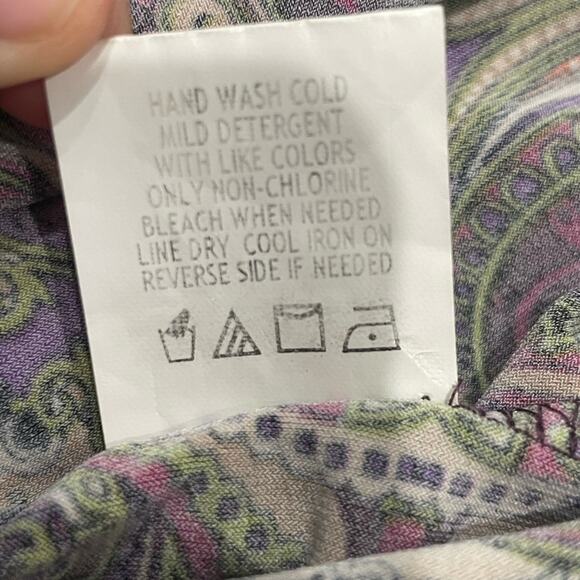 HAND WASH COLD
MILD DETERGENT
WITH LIKE COLORS
ONLY NON-CHLORINE
BLEACH WHEN NEEDED
LINE DRY COOL IRON ON
REVERSE SIDE IF NEEDED